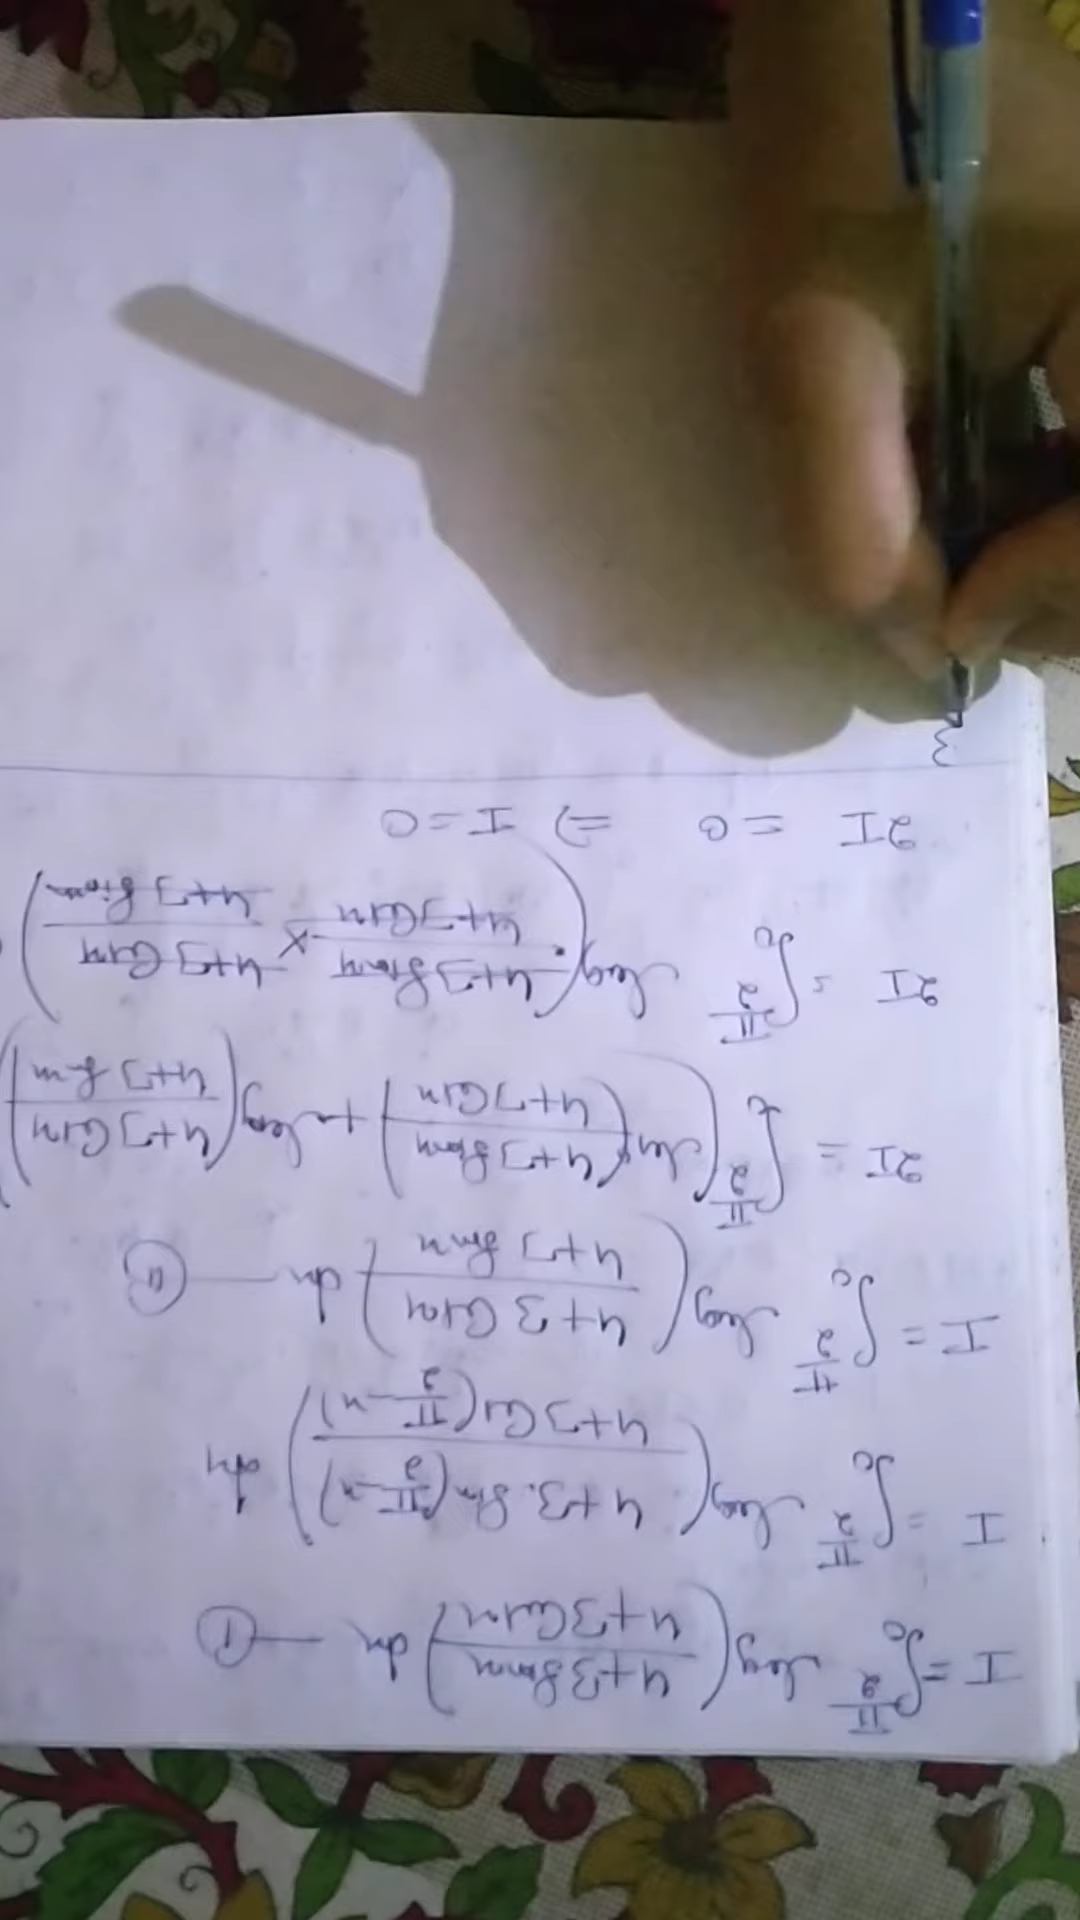 I = ∫₀^(π/2) log((4+3 sin x)/(4+3 cos x)) dx — ①
I = ∫₀^(π/2) log((4+3. sin(π/2 - x))/(4+3 cos(π/2 - x))) dx
I = ∫₀^(π/2) log((4+3 cos x)/(4+3 sin x)) dx — ②
2I = ∫₀^(π/2) (log((4+3 sin x)/(4+3 cos x)) + log((4+3 cos x)/(4+3 sin x))
2I = ∫₀^(π/2) log((4+3 sin x)/(4+3 cos x) × (4+3 cos x)/(4+3 sin x))
2I = 0 ⇒ I = 0
3